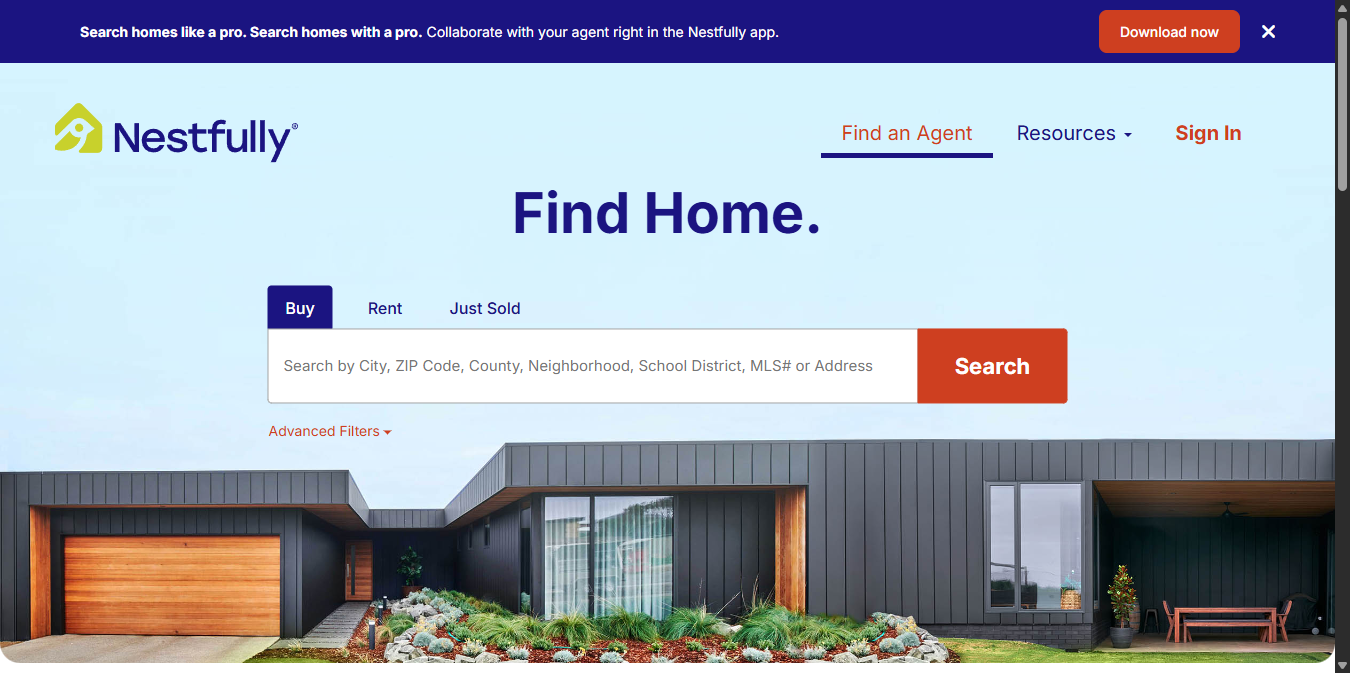 Search homes like a pro. Search homes with a pro. Collaborate with your agent right in the Nestfully app.
Download now
Nestfully®
Find an Agent
Resources
Sign In
Find Home.
Buy
Rent
Just Sold
Search by City, ZIP Code, County, Neighborhood, School District, MLS# or Address
Search
Advanced Filters